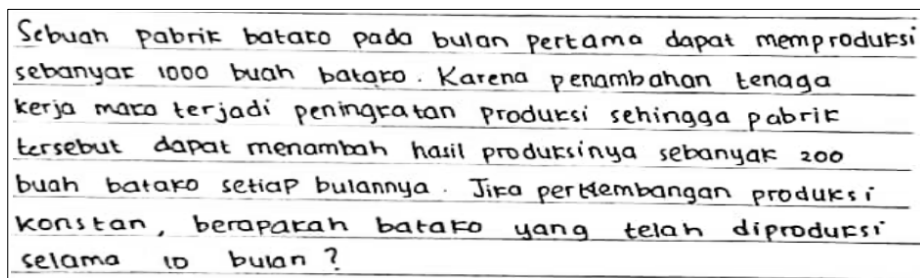 Sebuah pabrik batako pada bulan pertama dapat memproduksi
sebanyak 1000 buah batako. Karena penambahan tenaga
kerja maka terjadi peningkatan produksi sehingga pabrik
tersebut dapat menambah hasil produksinya sebanyak 200
buah batako setiap bulannya. Jika perkembangan produksi
konstan, berapakah batako yang telah diproduksi
selama 10 bulan?